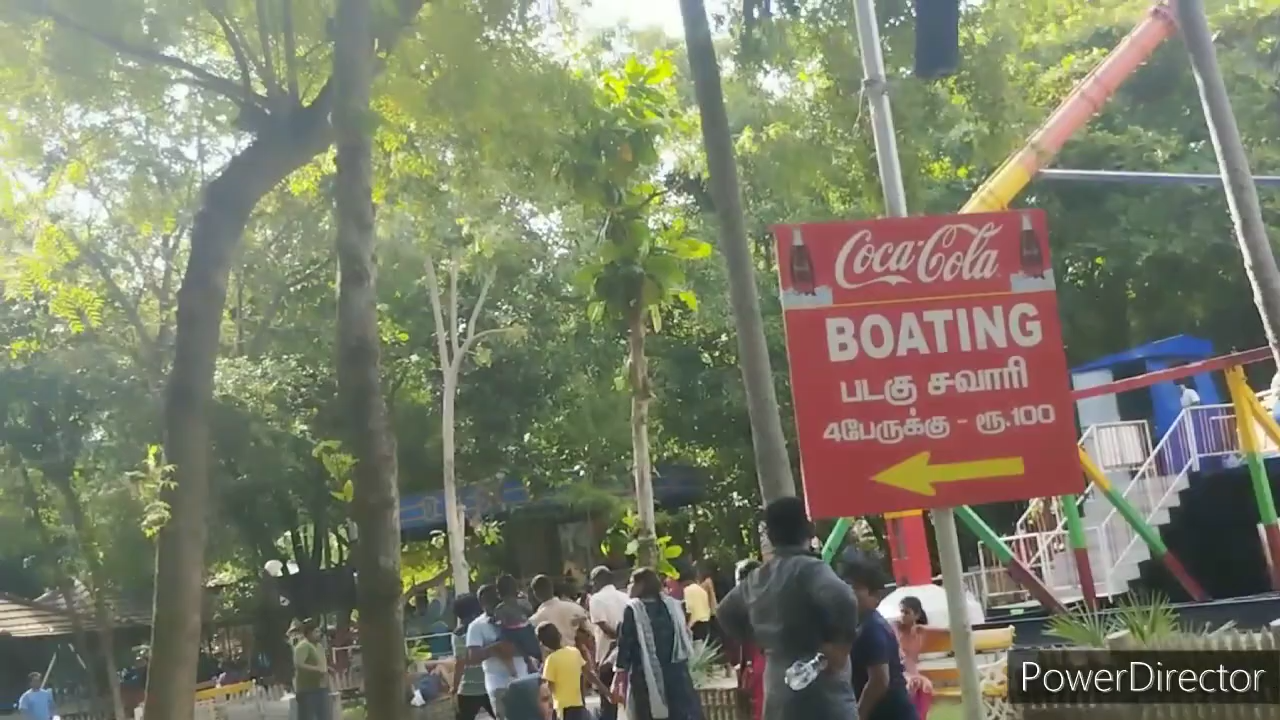 Coca-Cola
BOATING
படகு சவாரி
4பேருக்கு - ரூ.100
PowerDirector